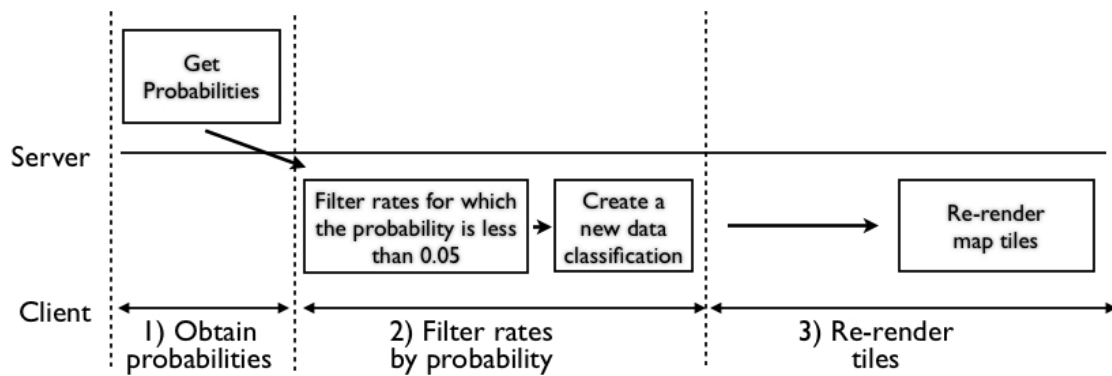 Get
Probabilities
Server
Filter rates for which
the probability is less
than 0.05
Create a
new data
classification
Re-render
map tiles
Client
1) Obtain
probabilities
2) Filter rates
by probability
3) Re-render
tiles